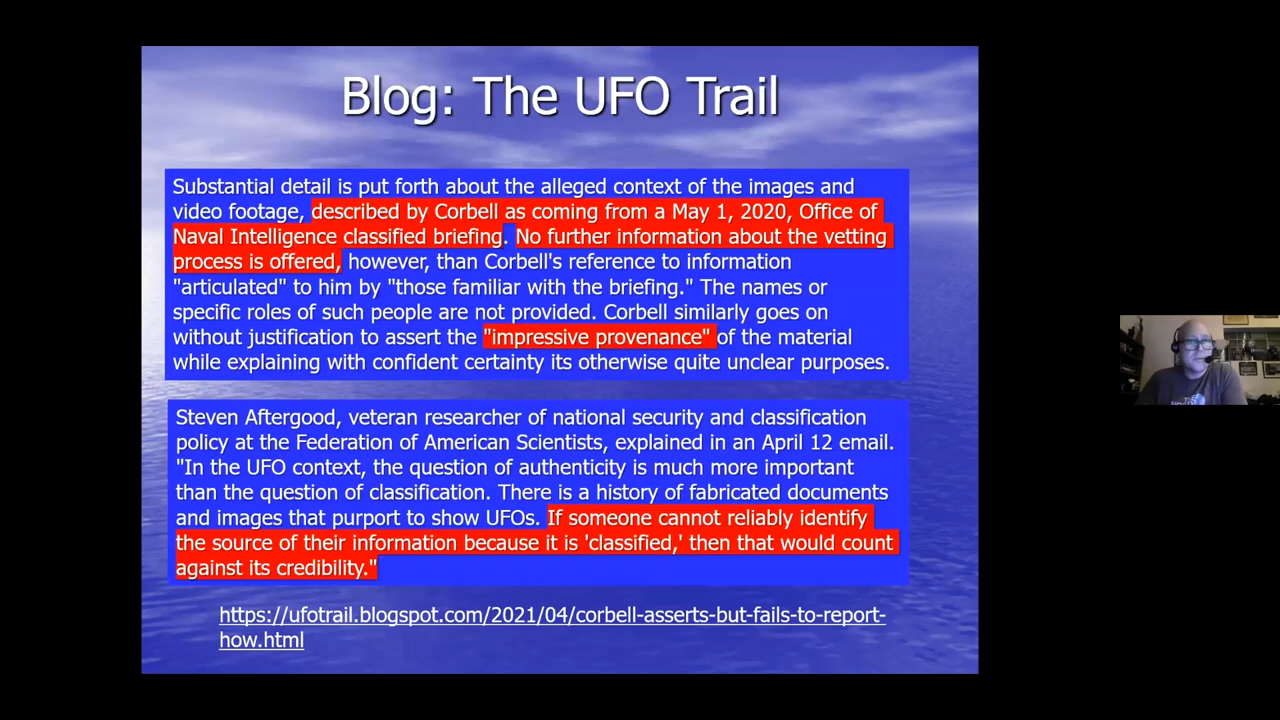 Blog: The UFO Trail
Substantial detail is put forth about the alleged context of the images and
video footage, described by Corbell as coming from a May 1, 2020, Office of
Naval Intelligence classified briefing. No further information about the vetting
process is offered, however, than Corbell's reference to information
"articulated" to him by "those familiar with the briefing." The names or
specific roles of such people are not provided. Corbell similarly goes on
without justification to assert the "impressive provenance" of the material
while explaining with confident certainty its otherwise quite unclear purposes.
Steven Aftergood, veteran researcher of national security and classification
policy at the Federation of American Scientists, explained in an April 12 email.
"In the UFO context, the question of authenticity is much more important
than the question of classification. There is a history of fabricated documents
and images that purport to show UFOs. If someone cannot reliably identify
the source of their information because it is 'classified,' then that would count
against its credibility."
https://ufotrail.blogspot.com/2021/04/corbell-asserts-but-fails-to-report-
how.html